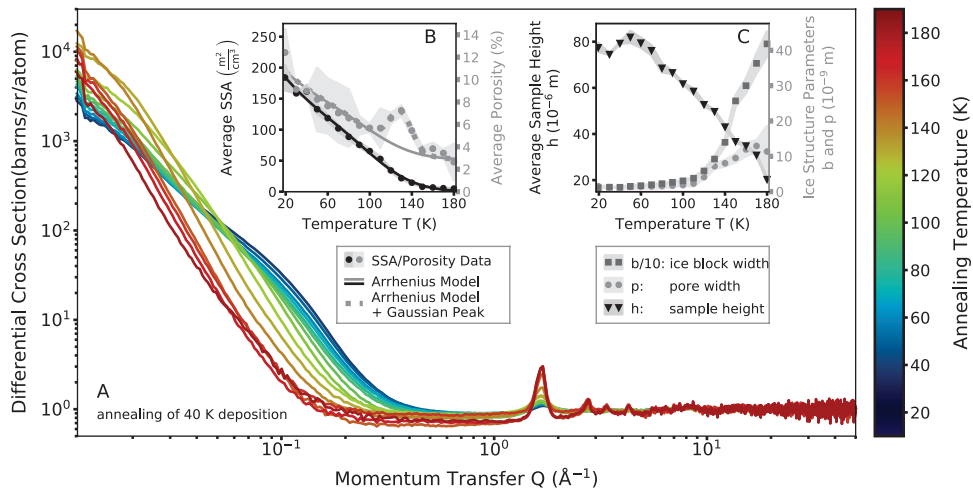 Differential Cross Section(barns/sr/atom)
10⁴
10³
10²
10¹
10⁰
10⁻¹
10⁰
10¹
Momentum Transfer Q (Å⁻¹)
A
annealing of 40 K deposition
B
Average SSA (m²/cm³)
250
200
150
100
50
0
14
12
10
8
6
4
2
0
Average Porosity (%)
20
60
100
140
180
Temperature T (K)
SSA/Porosity Data
Arrhenius Model
Arrhenius Model
+ Gaussian Peak
C
Average Sample Height
h (10⁻⁶ m)
80
60
40
20
40
30
20
10
0
Ice Structure Parameters
b and p (10⁻⁹ m)
20
60
100
140
180
Temperature T (K)
b/10: ice block width
p: pore width
h: sample height
180
160
140
120
100
80
60
40
20
Annealing Temperature (K)